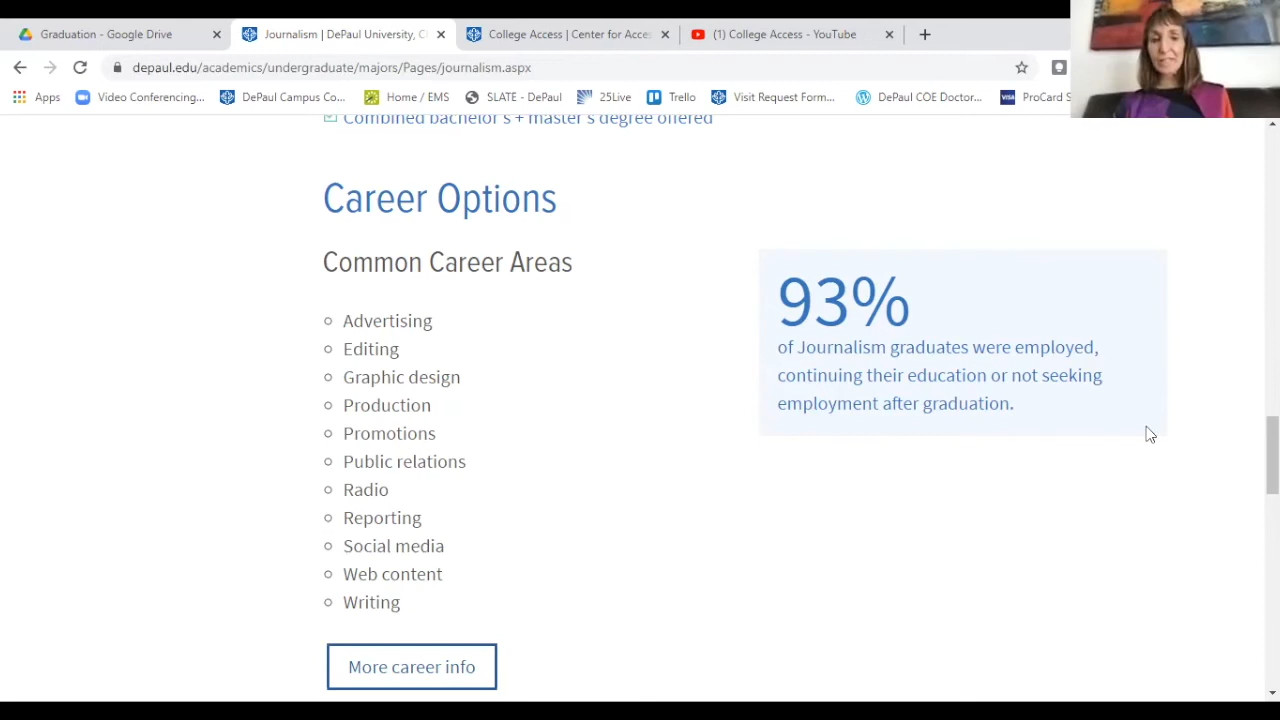 Graduation - Google Drive
Journalism | DePaul University, C
College Access | Center for Acce
(1) College Access - YouTube
depaul.edu/academics/undergraduate/majors/Pages/journalism.aspx
Apps
Video Conferencing...
DePaul Campus Co...
Home / EMS
SLATE - DePaul
25Live
Trello
Visit Request Form...
DePaul COE Doctor...
VISA
ProCard S
Combined bachelor's + master's degree offered
Career Options
Common Career Areas
Advertising
Editing
Graphic design
Production
Promotions
Public relations
Radio
Reporting
Social media
Web content
Writing
More career info
93%
of Journalism graduates were employed,
continuing their education or not seeking
employment after graduation.